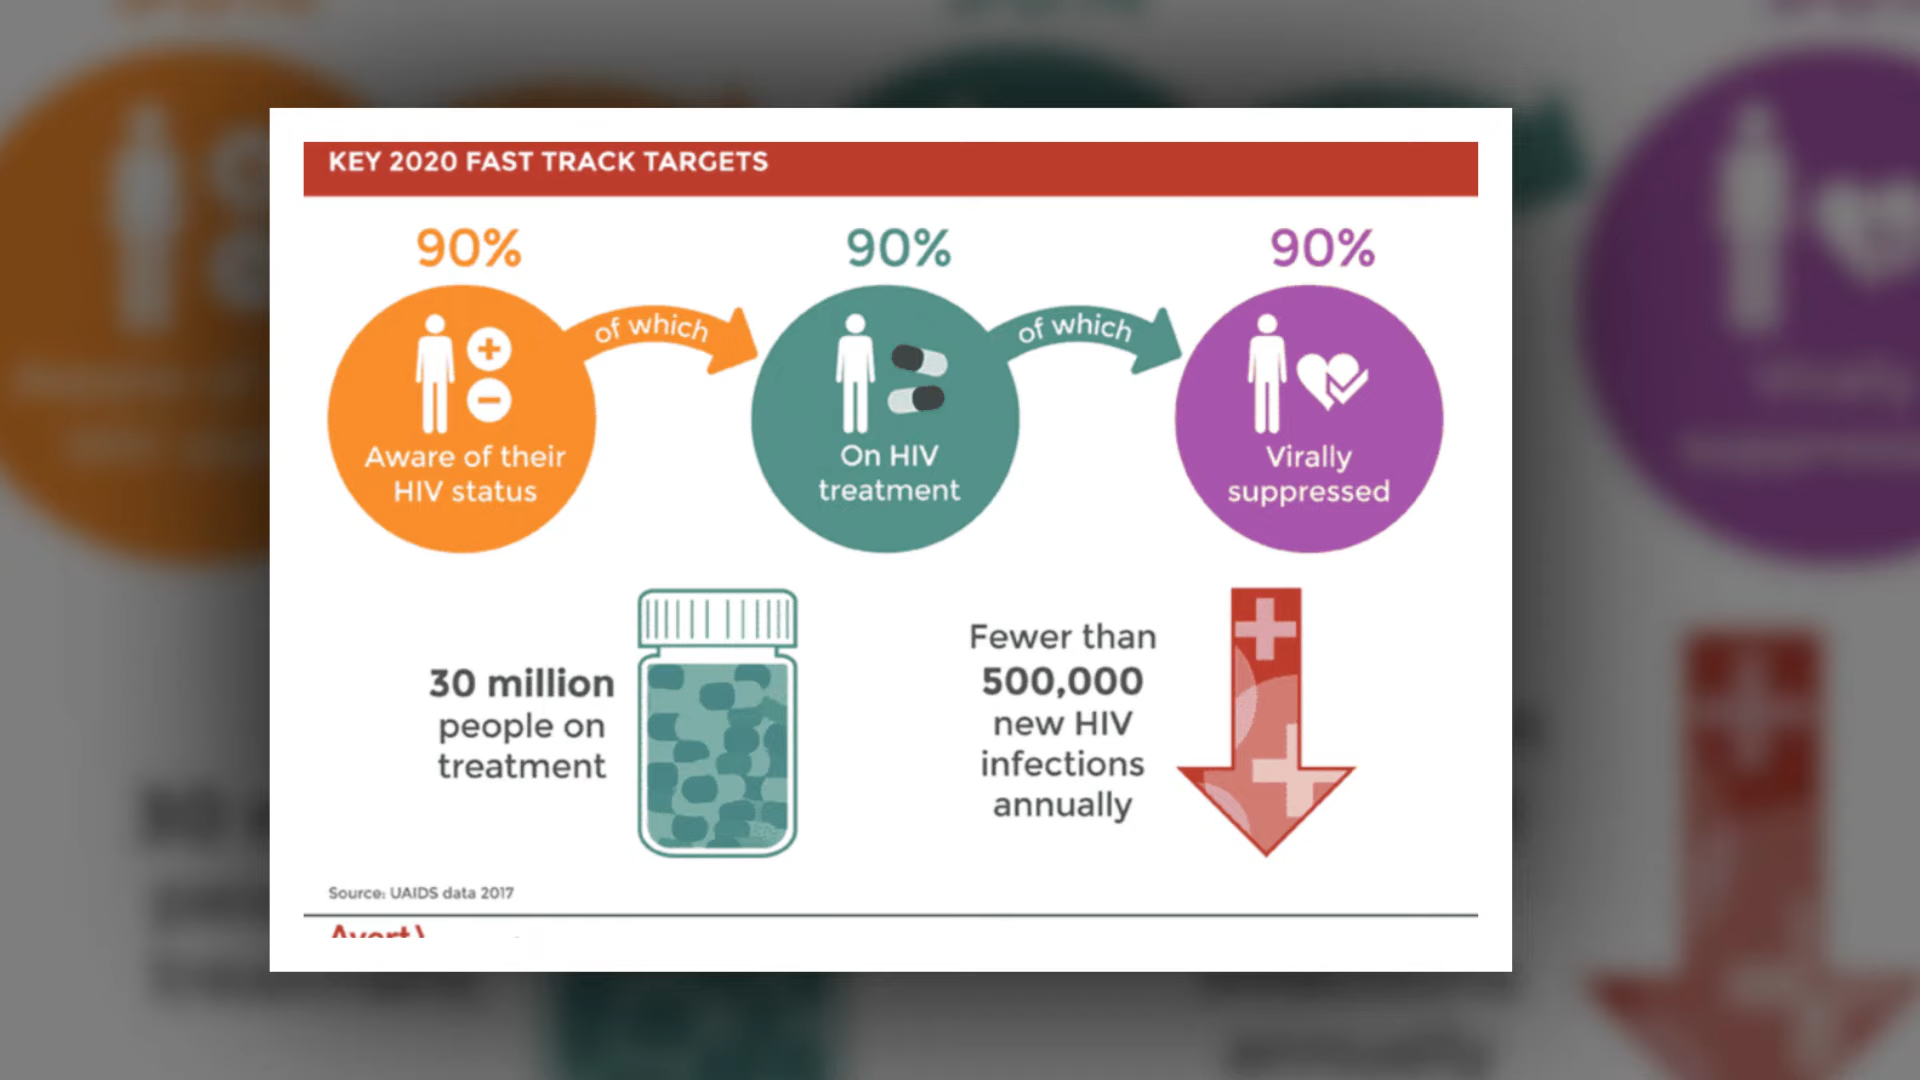 KEY 2020 FAST TRACK TARGETS
90%
90%
90%
of which
of which
Aware of their
HIV status
On HIV
treatment
Virally
suppressed
30 million
people on
treatment
Fewer than
500,000
new HIV
infections
annually
Source: UAIDS data 2017
Avert)